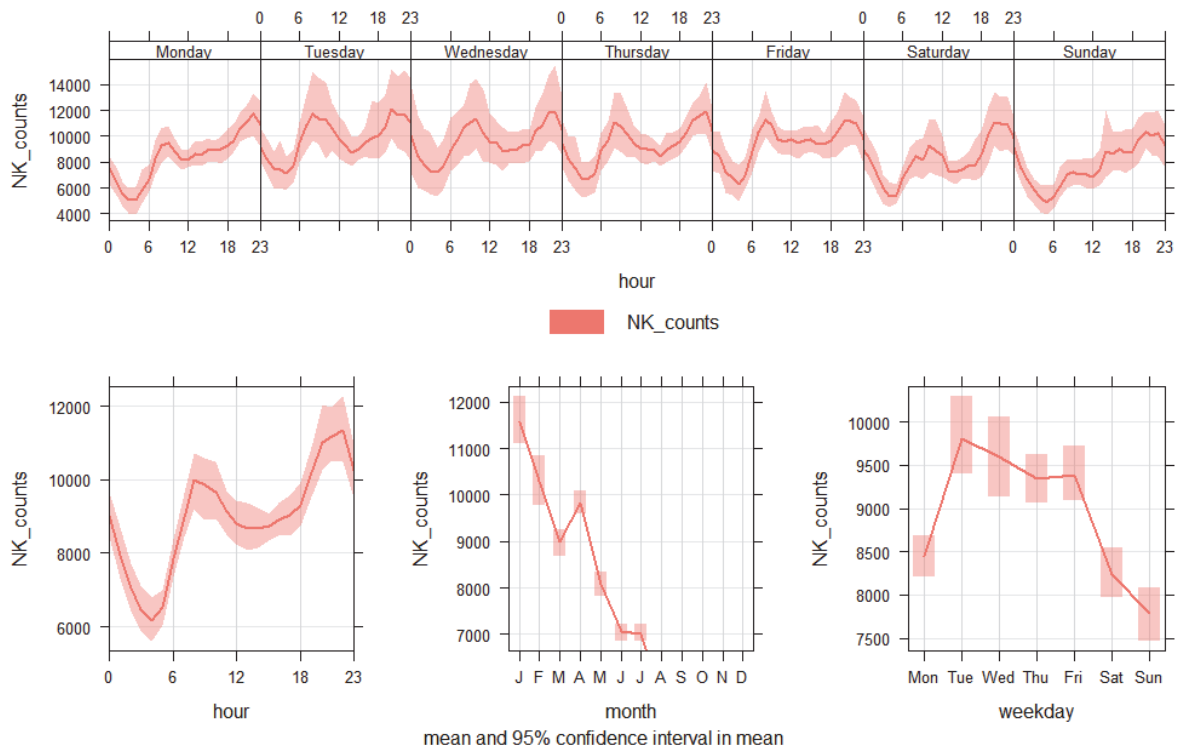 0 6 12 18 23 0 6 12 18 23 0 6 12 18 23
Monday Tuesday Wednesday Thursday Friday Saturday Sunday
NK_counts
14000
12000
10000
8000
6000
4000
0 6 12 18 23 0 6 12 18 23 0 6 12 18 23 0 6 12 18 23
hour
NK_counts
NK_counts
12000
10000
8000
6000
0 6 12 18 23
hour
NK_counts
12000
11000
10000
9000
8000
7000
J F M A M J J A S O N D
month
NK_counts
10000
9500
9000
8500
8000
7500
Mon Tue Wed Thu Fri Sat Sun
weekday
mean and 95% confidence interval in mean